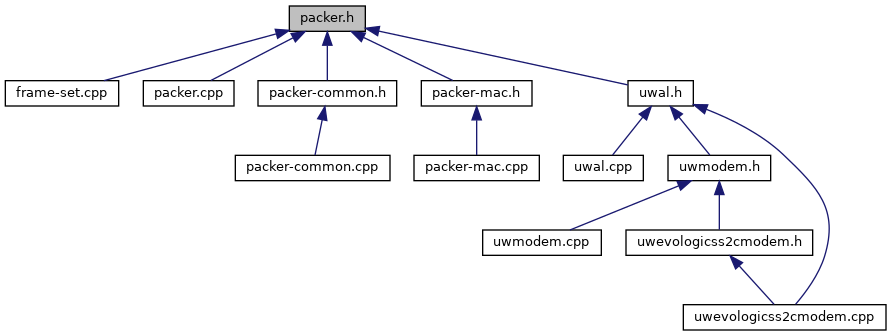 packer.h
frame-set.cpp
packer.cpp
packer-common.h
packer-mac.h
uwal.h
packer-common.cpp
packer-mac.cpp
uwal.cpp
uwmodem.h
uwmodem.cpp
uwevologicss2cmodem.h
uwevologicss2cmodem.cpp